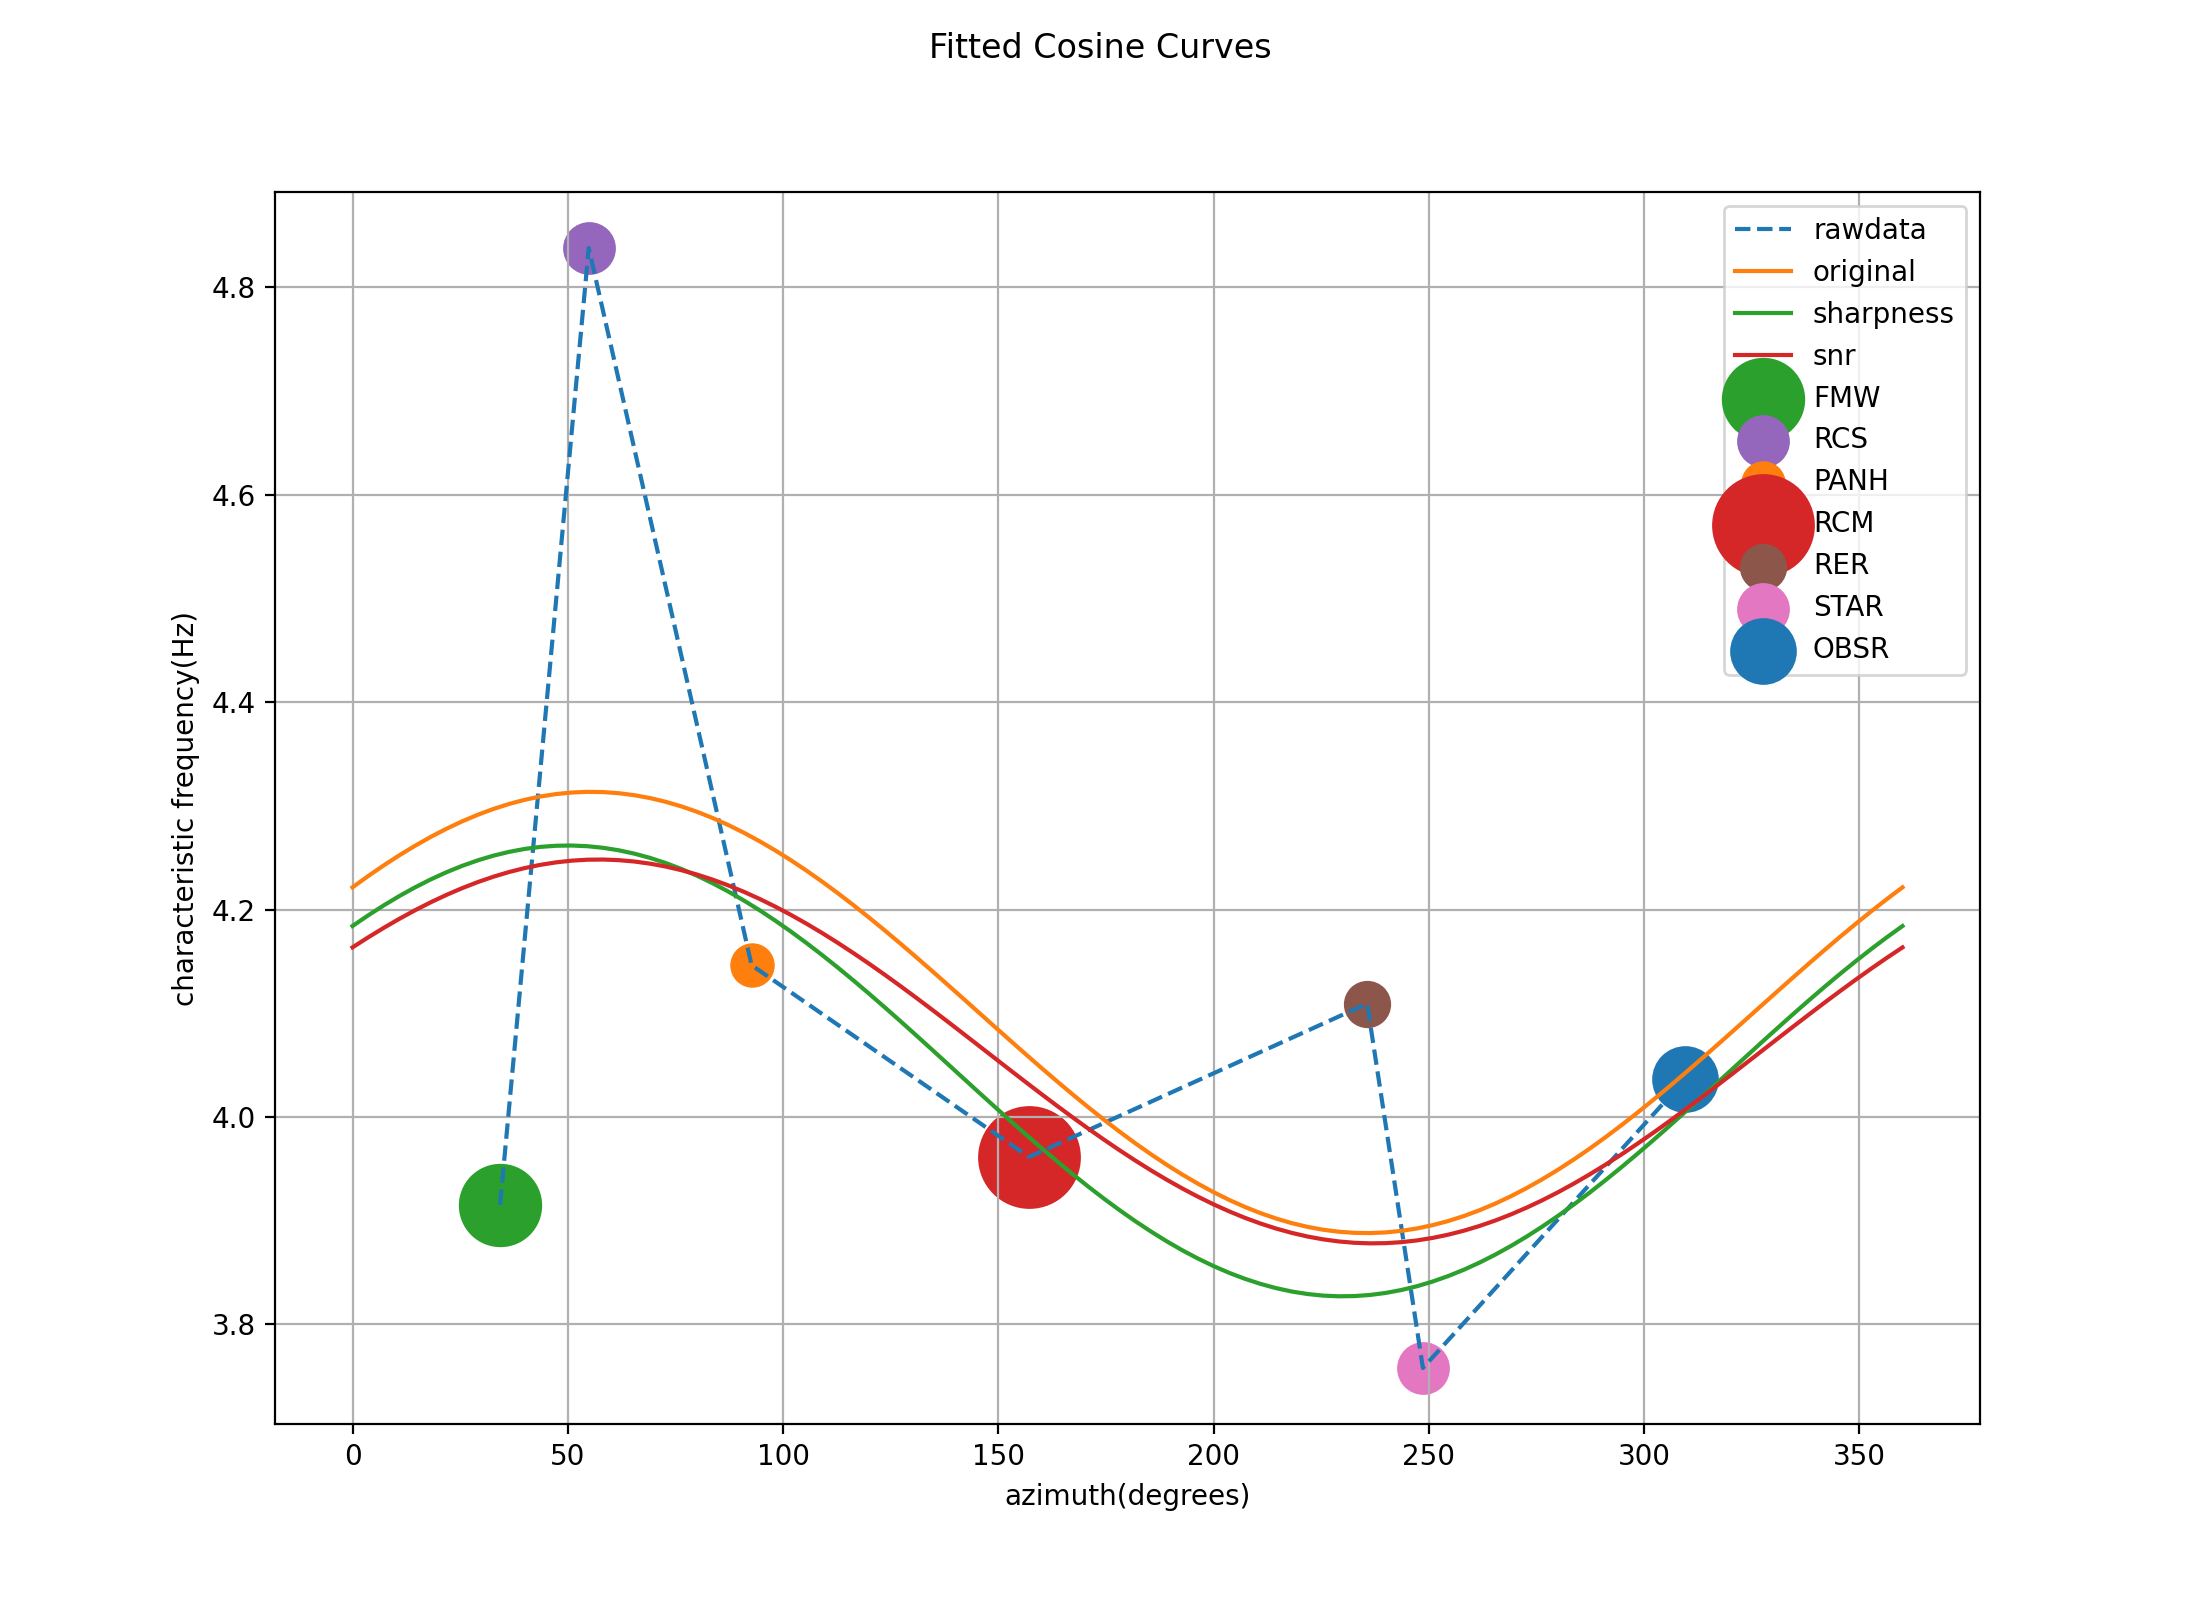 Fitted Cosine Curves
rawdata
original
sharpness
snr
FMW
RCS
PANH
RCM
RER
STAR
OBSR
characteristic frequency(Hz)
4.8
4.6
4.4
4.2
4.0
3.8
0 50 100 150 200 250 300 350
azimuth(degrees)